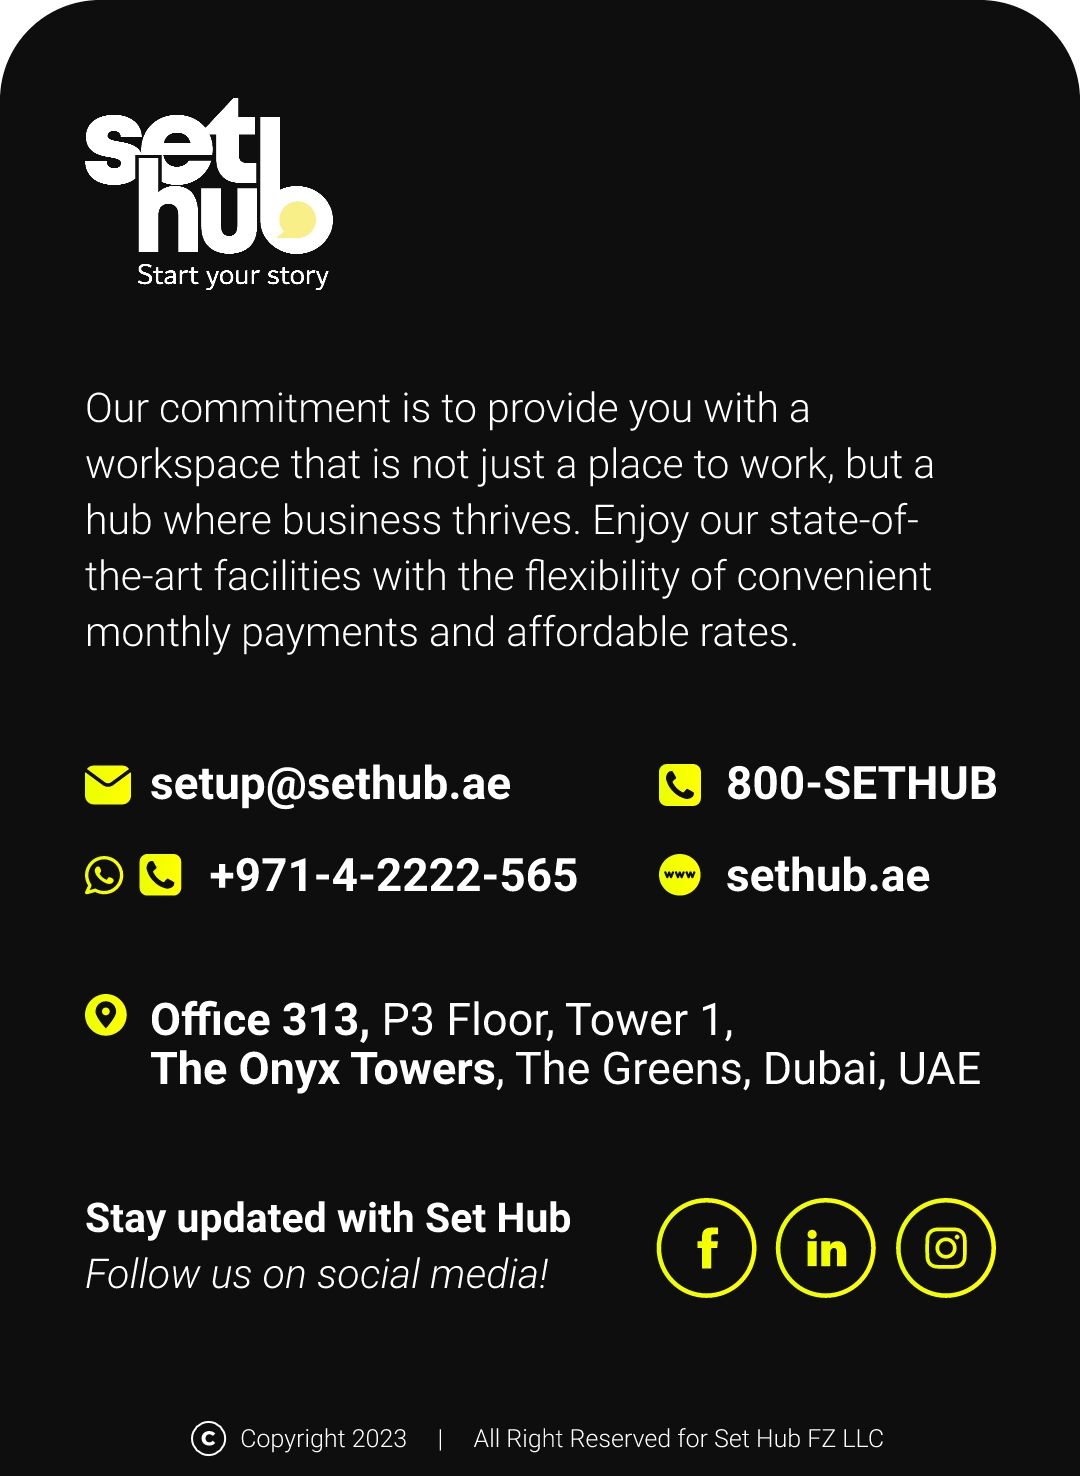 set
hub
Start your story
Our commitment is to provide you with a
workspace that is not just a place to work, but a
hub where business thrives. Enjoy our state-of-
the-art facilities with the flexibility of convenient
monthly payments and affordable rates.
setup@sethub.ae
800-SETHUB
+971-4-2222-565
www
sethub.ae
Office 313, P3 Floor, Tower 1,
The Onyx Towers, The Greens, Dubai, UAE
Stay updated with Set Hub
Follow us on social media!
f
in
© Copyright 2023 | All Right Reserved for Set Hub FZ LLC